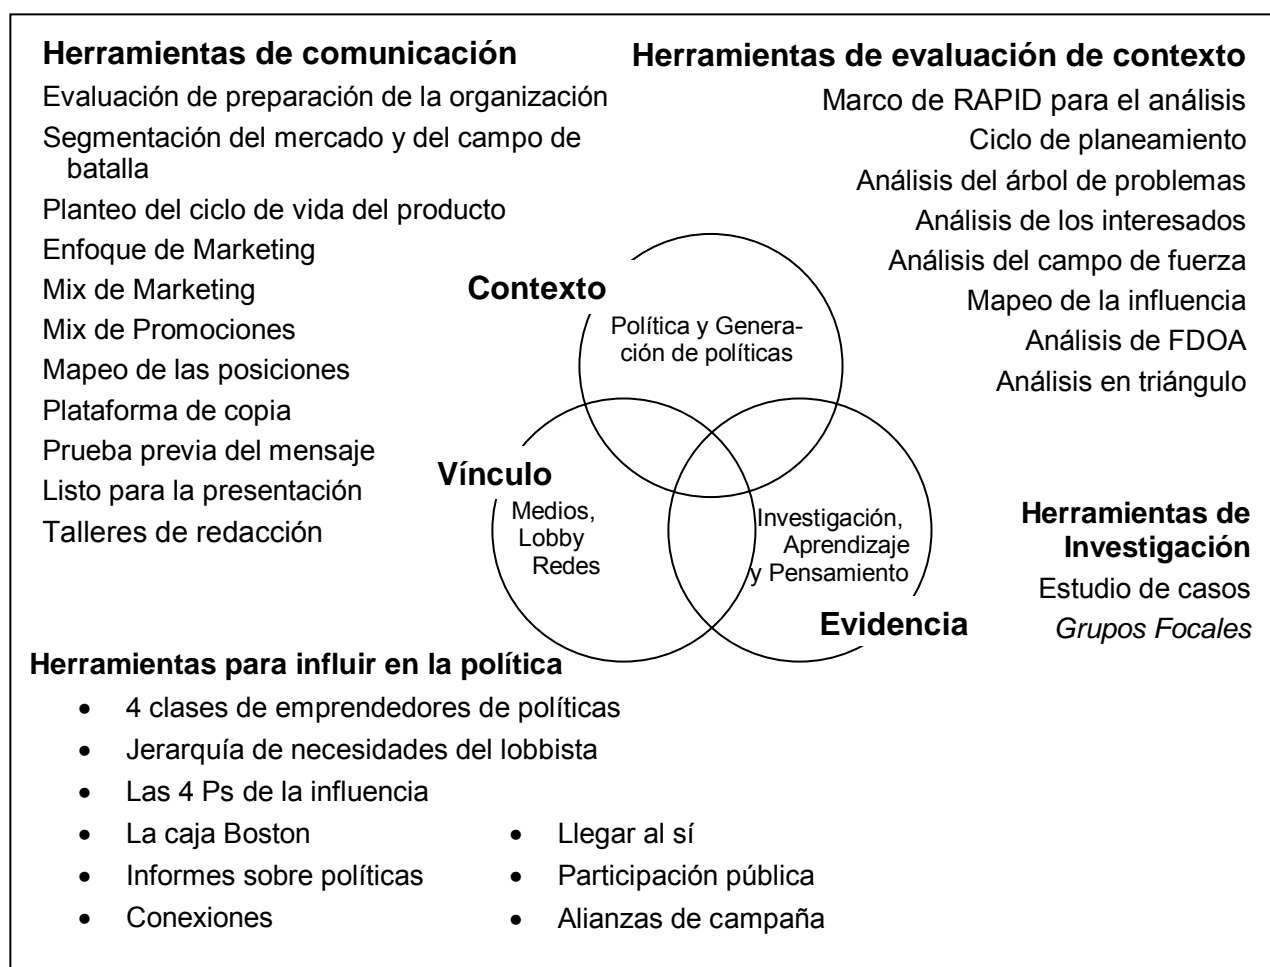 Herramientas de comunicación
Evaluación de preparación de la organización
Segmentación del mercado y del campo de
batalla
Planteo del ciclo de vida del producto
Enfoque de Marketing
Mix de Marketing
Mix de Promociones
Mapeo de las posiciones
Plataforma de copia
Prueba previa del mensaje
Listo para la presentación
Talleres de redacción
Herramientas de evaluación de contexto
Marco de RAPID para el análisis
Ciclo de planeamiento
Análisis del árbol de problemas
Análisis de los interesados
Análisis del campo de fuerza
Mapeo de la influencia
Análisis de FDOA
Análisis en triángulo
Contexto
Política y Genera-
ción de políticas
Vínculo
Medios,
Lobby
Redes
Investigación,
Aprendizaje
y Pensamiento
Evidencia
Herramientas de
Investigación
Estudio de casos
Grupos Focales
Herramientas para influir en la política
• 4 clases de emprendedores de políticas
• Jerarquía de necesidades del lobbista
• Las 4 Ps de la influencia
• La caja Boston
• Informes sobre políticas
• Conexiones
• Llegar al sí
• Participación pública
• Alianzas de campaña